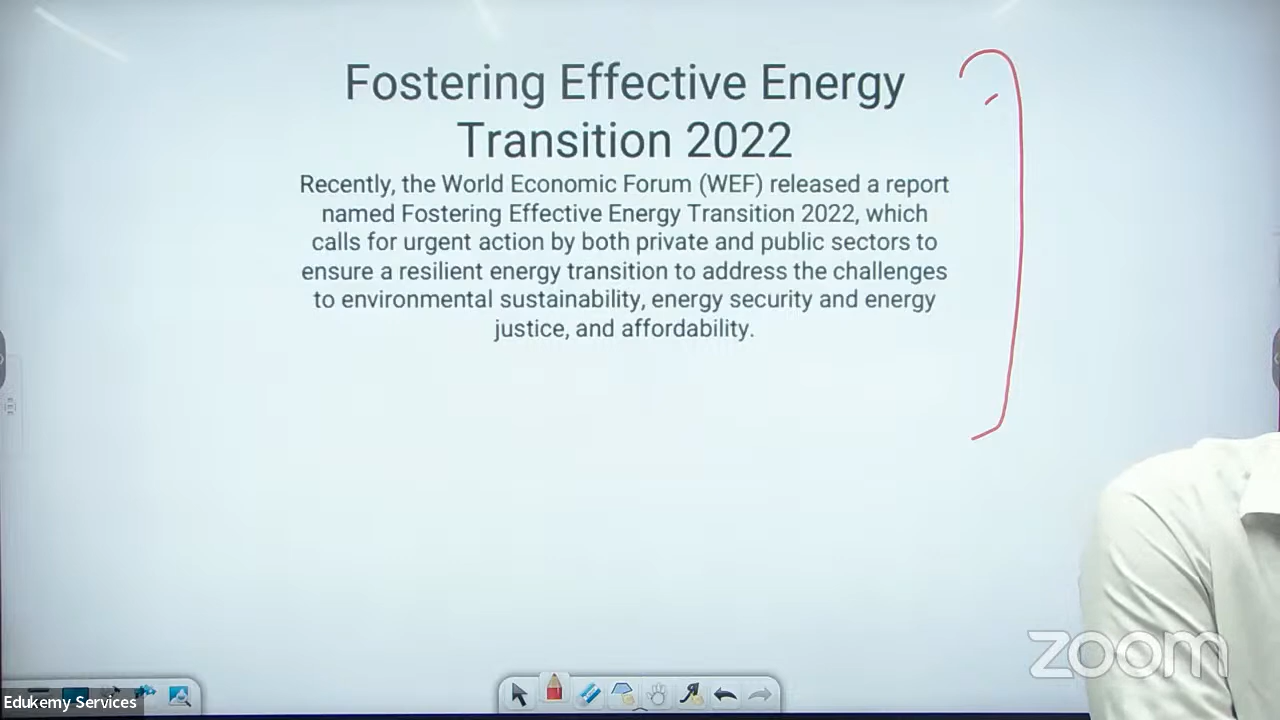 Fostering Effective Energy
Transition 2022
Recently, the World Economic Forum (WEF) released a report
named Fostering Effective Energy Transition 2022, which
calls for urgent action by both private and public sectors to
ensure a resilient energy transition to address the challenges
to environmental sustainability, energy security and energy
justice, and affordability.
zoom
Edukemy Services